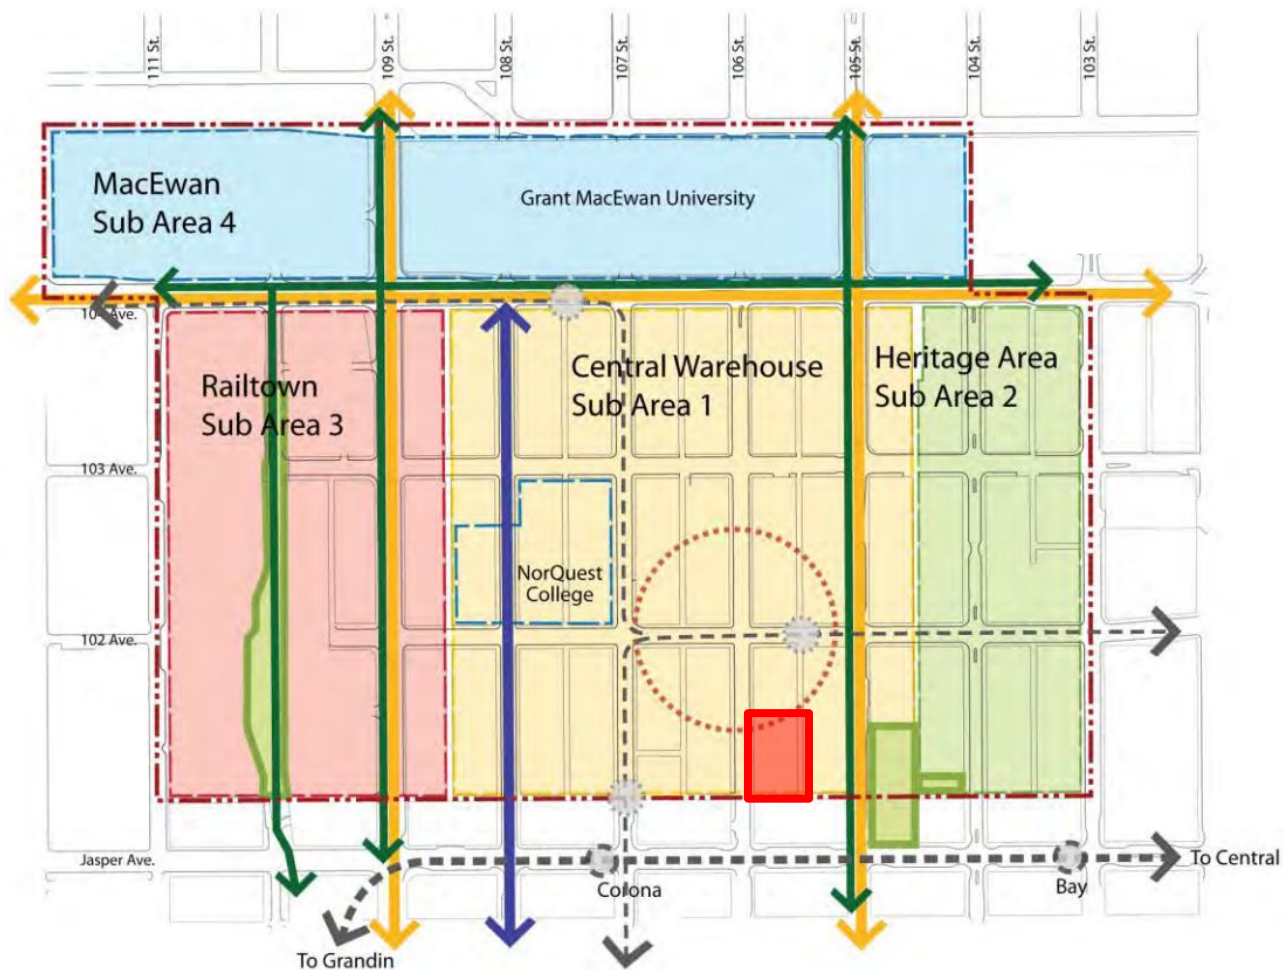 111 St.
109 St.
108 St.
107 St.
106 St.
105 St.
104 St.
103 St.
MacEwan
Sub Area 4
Grant MacEwan University
Ave.
Railtown
Sub Area 3
Central Warehouse
Sub Area 1
Heritage Area
Sub Area 2
103 Ave.
NorQuest
College
102 Ave.
Jasper Ave.
Corona
Bay
To Central
To Grandin